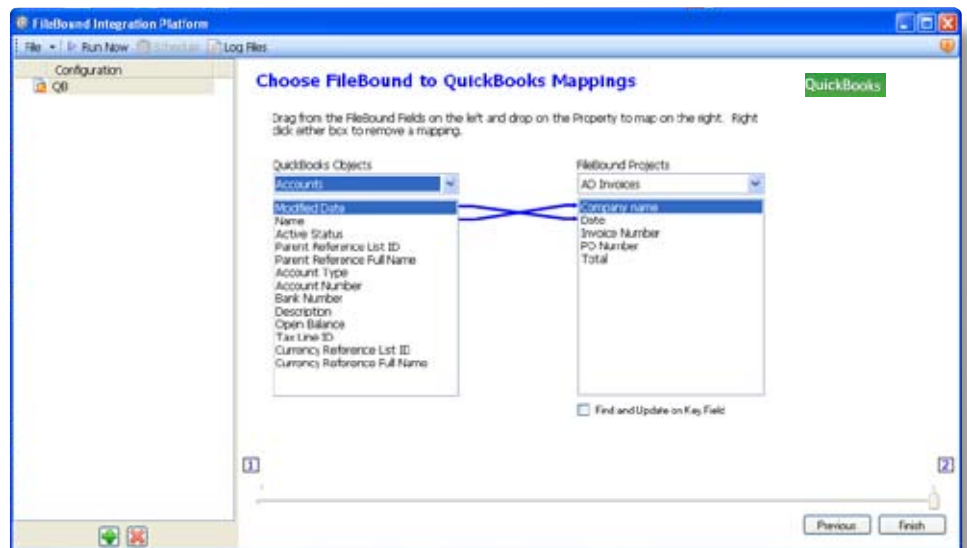 FileBound Integration Platform
File Run Now Schedule Log Files
Configuration
QB
Choose FileBound to QuickBooks Mappings
QuickBooks
Drag from the FileBound Fields on the left and drop on the Property to map on the right. Right
click either box to remove a mapping.
QuickBooks Objects
Accounts
Modified Date
Name
Active Status
Parent Reference List ID
Parent Reference Full Name
Account Type
Account Number
Bank Number
Description
Open Balance
Tax Line ID
Currency Reference List ID
Currency Reference Full Name
FileBound Projects
AD Invoices
Company name
Date
Invoice Number
PO Number
Total
Find and Update on Key Field
1
2
Previous
Finish